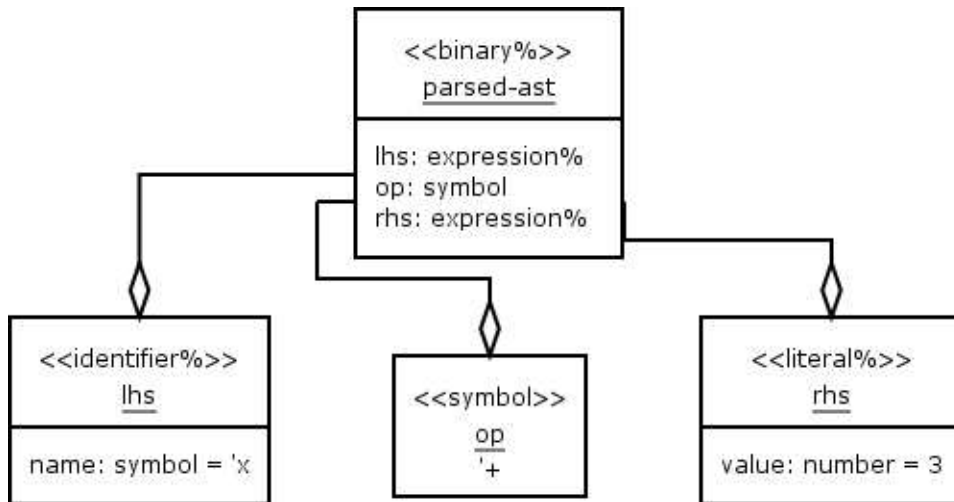 <<binary%>>
parsed-ast
lhs: expression%
op: symbol
rhs: expression%
<<identifier%>>
lhs
name: symbol = 'x
<<symbol>>
op
'+
<<literal%>>
rhs
value: number = 3